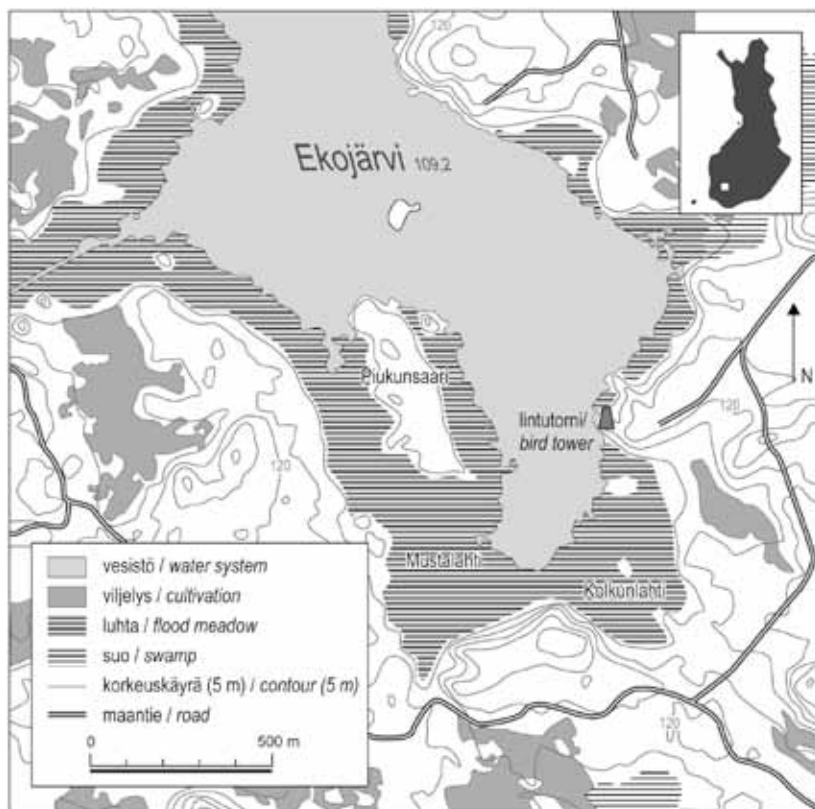 120
Ekojärvi 109.2
Piukunsaari
lintutorni/
bird tower
120
N
120
Mustalahti
Kolkunlahti
vesistö / water system
viljelys / cultivation
luhta / flood meadow
suo / swamp
korkeuskäyrä (5 m) / contour (5 m)
maantie / road
0 500 m
120